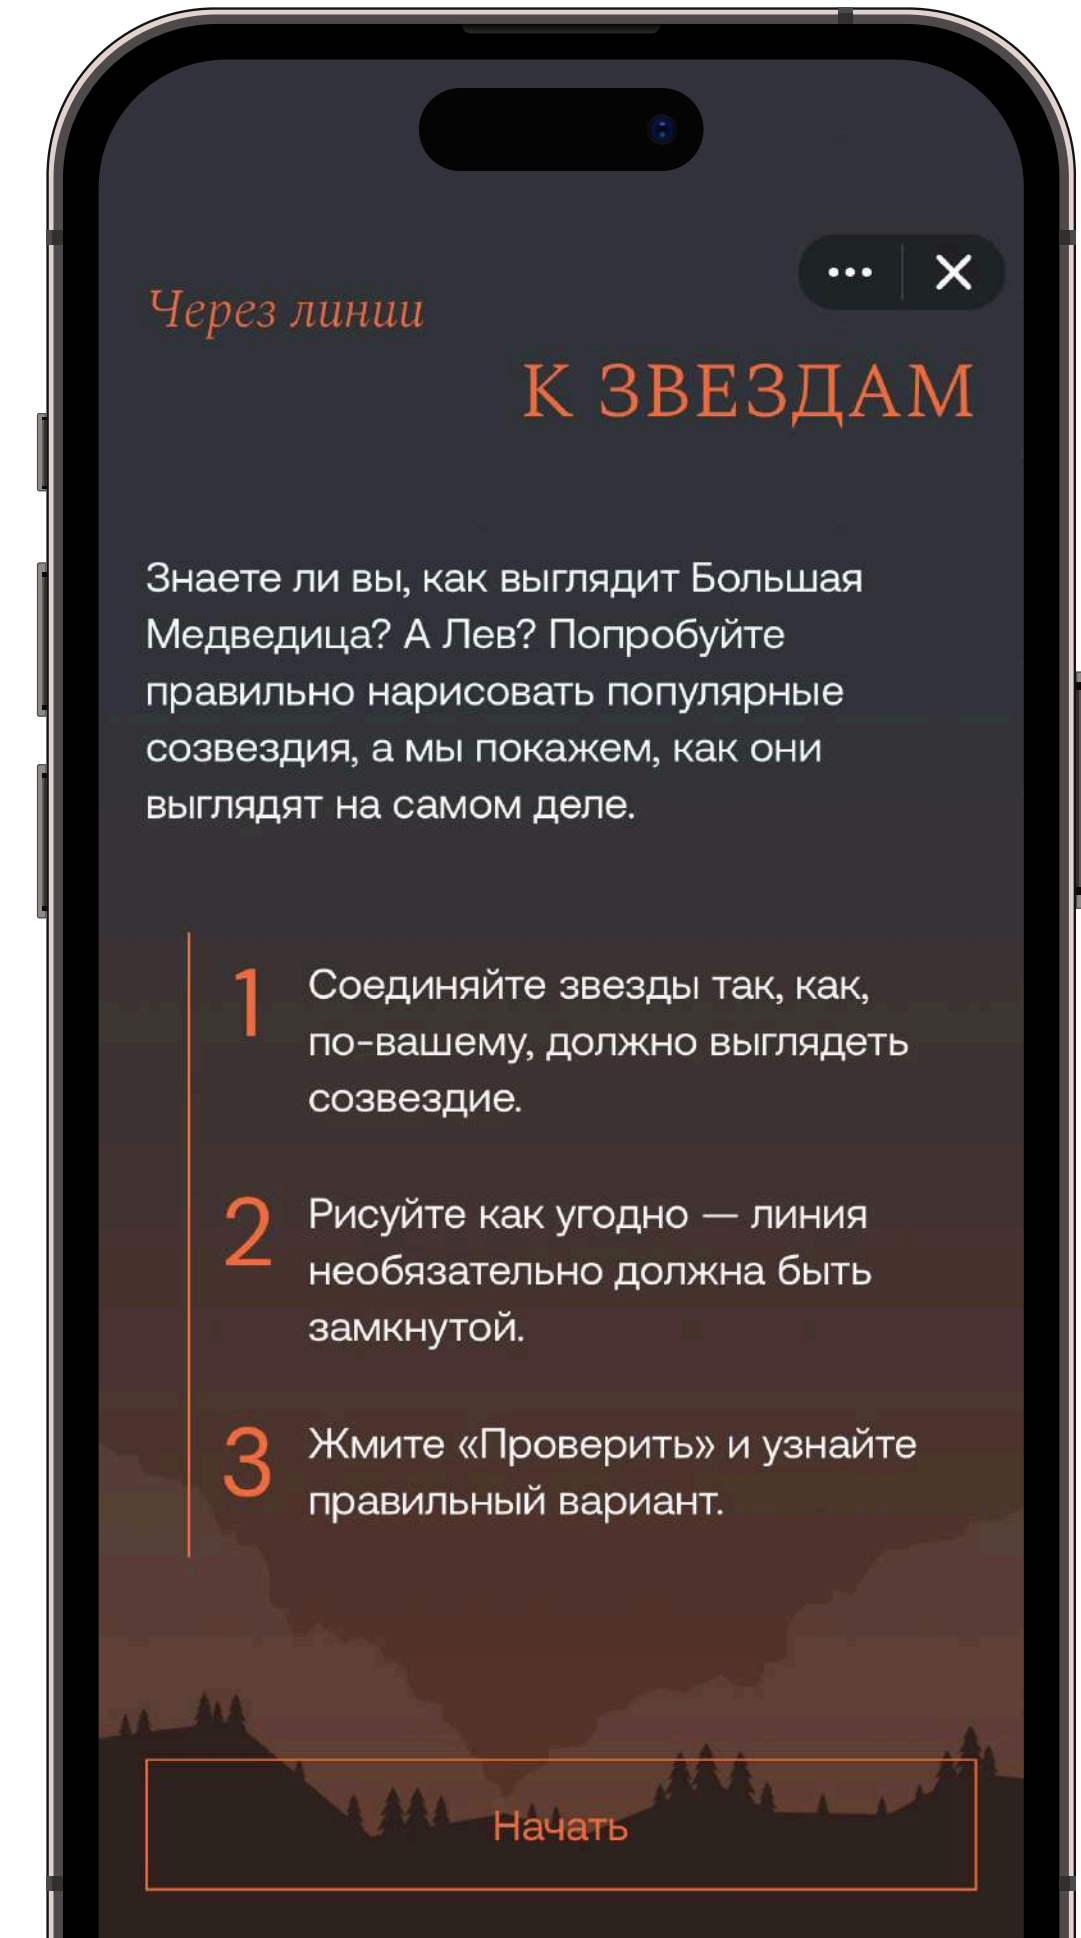 Через линии
К ЗВЕЗДАМ
Знаете ли вы, как выглядит Большая
Медведица? А Лев? Попробуйте
правильно нарисовать популярные
созвездия, а мы покажем, как они
выглядят на самом деле.
1 Соединяйте звезды так, как,
по-вашему, должно выглядеть
созвездие.
2 Рисуйте как угодно — линия
необязательно должна быть
замкнутой.
3 Жмите «Проверить» и узнайте
правильный вариант.
Начать